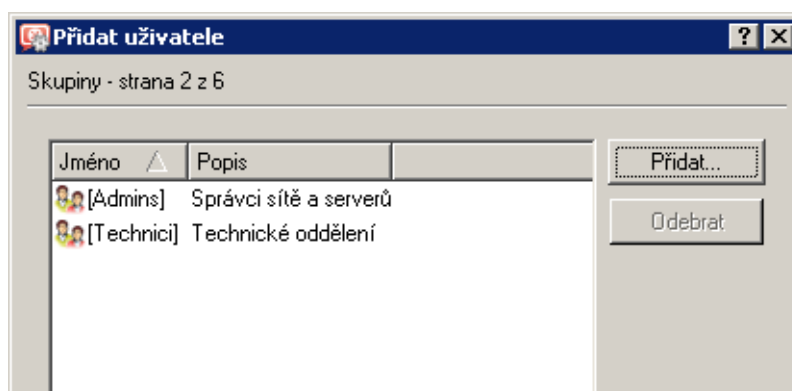 Přidat uživatele
Skupiny - strana 2 z 6
Jméno Popis
[Admins] Správci sítě a serverů
[Technici] Technické oddělení
Přidat...
Odebrat